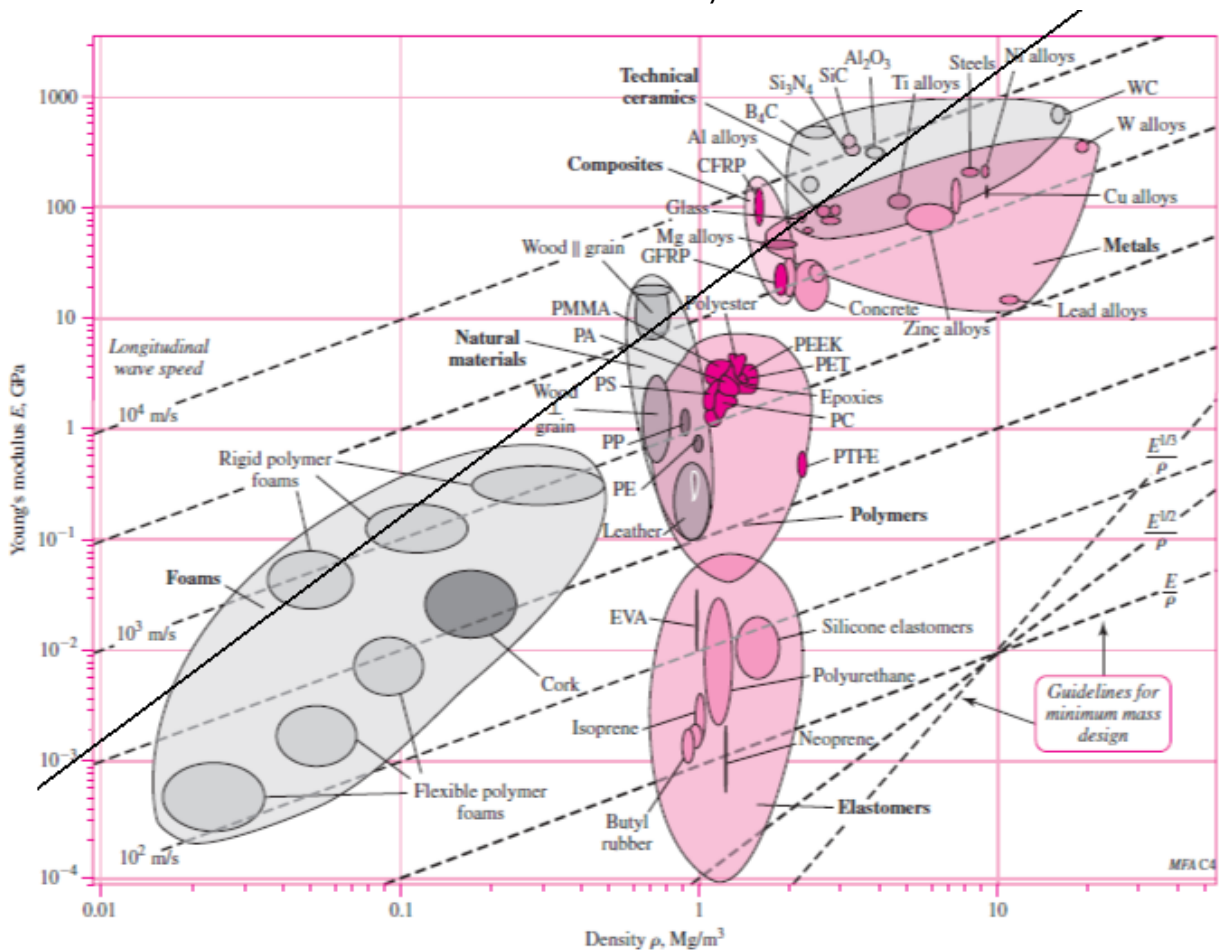 Technical
ceramics
Composites
Natural
materials
Foams
Metals
Polymers
Elastomers
Al₂O₃
Si₃N₄
SiC
B₄C
Steels
Ni alloys
Ti alloys
WC
W alloys
Al alloys
CFRP
Glass
Mg alloys
GFRP
Cu alloys
Lead alloys
Zinc alloys
Concrete
Wood || grain
PMMA
Polyester
PA
PEEK
PET
PS
Epoxies
PC
Wood
⊥
grain
PP
PE
PTFE
Leather
Longitudinal
wave speed
10⁴ m/s
10³ m/s
10² m/s
Rigid polymer
foams
Cork
Flexible polymer
foams
EVA
Silicone elastomers
Polyurethane
Isoprene
Neoprene
Butyl
rubber
E^1/3
ρ
E^1/2
ρ
E
ρ
Guidelines for
minimum mass
design
MFA C4
Young's modulus E, GPa
1000
100
10
1
10⁻¹
10⁻²
10⁻³
10⁻⁴
0.01
0.1
1
10
Density ρ, Mg/m³